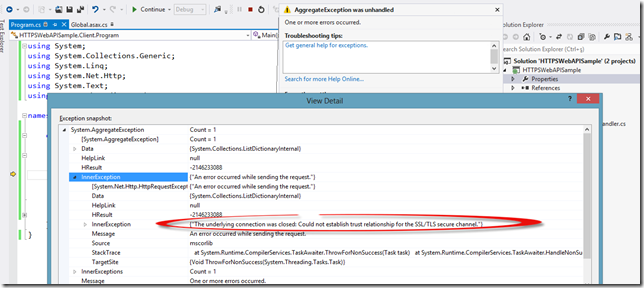 Continue
Debug
Program.cs
Global.asax.cs
HTTPSWebAPISample.Client.Program
Main(
using System;
using System.Collections.Generic;
using System.Linq;
using System.Net.Http;
using System.Text;
using
namesp
}
Test Explorer
AggregateException was unhandled
One or more errors occurred.
Troubleshooting tips:
Get general help for exceptions.
Search for more Help Online...
Solution Explorer
Search Solution Explorer
Solution 'HTTPSWebAPISample' (2 projects)
HTTPSWebAPISample
Properties
References
andler.cs
View Detail
Exception snapshot:
System.AggregateException Count = 1
[System.AggregateException] Count = 1
Data {System.Collections.ListDictionaryInternal}
HelpLink null
HResult -2146233088
InnerException {"An error occurred while sending the request."}
[System.Net.Http.HttpRequestExcept {"An error occurred while sending the request."}
Data {System.Collections.ListDictionaryInternal}
HelpLink null
HResult -2146233088
InnerException {"The underlying connection was closed: Could not establish trust relationship for the SSL/TLS secure channel."}
Message An error occurred while sending the request.
Source mscorlib
StackTrace at System.Runtime.CompilerServices.TaskAwaiter.ThrowForNonSuccess(Task task) at System.Runtime.CompilerServices.TaskAwaiter.HandleNonSu
TargetSite {Void ThrowForNonSuccess(System.Threading.Tasks.Task)}
InnerExceptions Count = 1
Message One or more errors occurred.